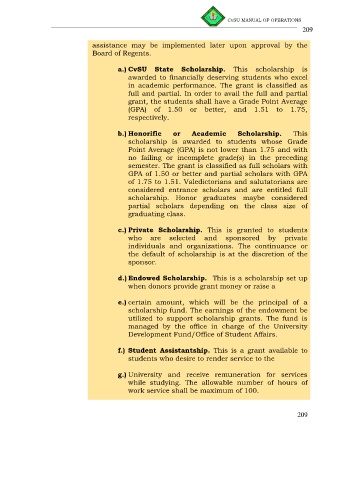 CvSU MANUAL OF OPERATIONS
209
assistance may be implemented later upon approval by the
Board of Regents.
a.) CvSU State Scholarship. This scholarship is
awarded to financially deserving students who excel
in academic performance. The grant is classified as
full and partial. In order to avail the full and partial
grant, the students shall have a Grade Point Average
(GPA) of 1.50 or better, and 1.51 to 1.75,
respectively.
b.) Honorific or Academic Scholarship. This
scholarship is awarded to students whose Grade
Point Average (GPA) is not lower than 1.75 and with
no failing or incomplete grade(s) in the preceding
semester. The grant is classified as full scholars with
GPA of 1.50 or better and partial scholars with GPA
of 1.75 to 1.51. Valedictorians and salutatorians are
considered entrance scholars and are entitled full
scholarship. Honor graduates maybe considered
partial scholars depending on the class size of
graduating class.
c.) Private Scholarship. This is granted to students
who are selected and sponsored by private
individuals and organizations. The continuance or
the default of scholarship is at the discretion of the
sponsor.
d.) Endowed Scholarship. This is a scholarship set up
when donors provide grant money or raise a
e.) certain amount, which will be the principal of a
scholarship fund. The earnings of the endowment be
utilized to support scholarship grants. The fund is
managed by the office in charge of the University
Development Fund/Office of Student Affairs.
f.) Student Assistantship. This is a grant available to
students who desire to render service to the
g.) University and receive remuneration for services
while studying. The allowable number of hours of
work service shall be maximum of 100.
209